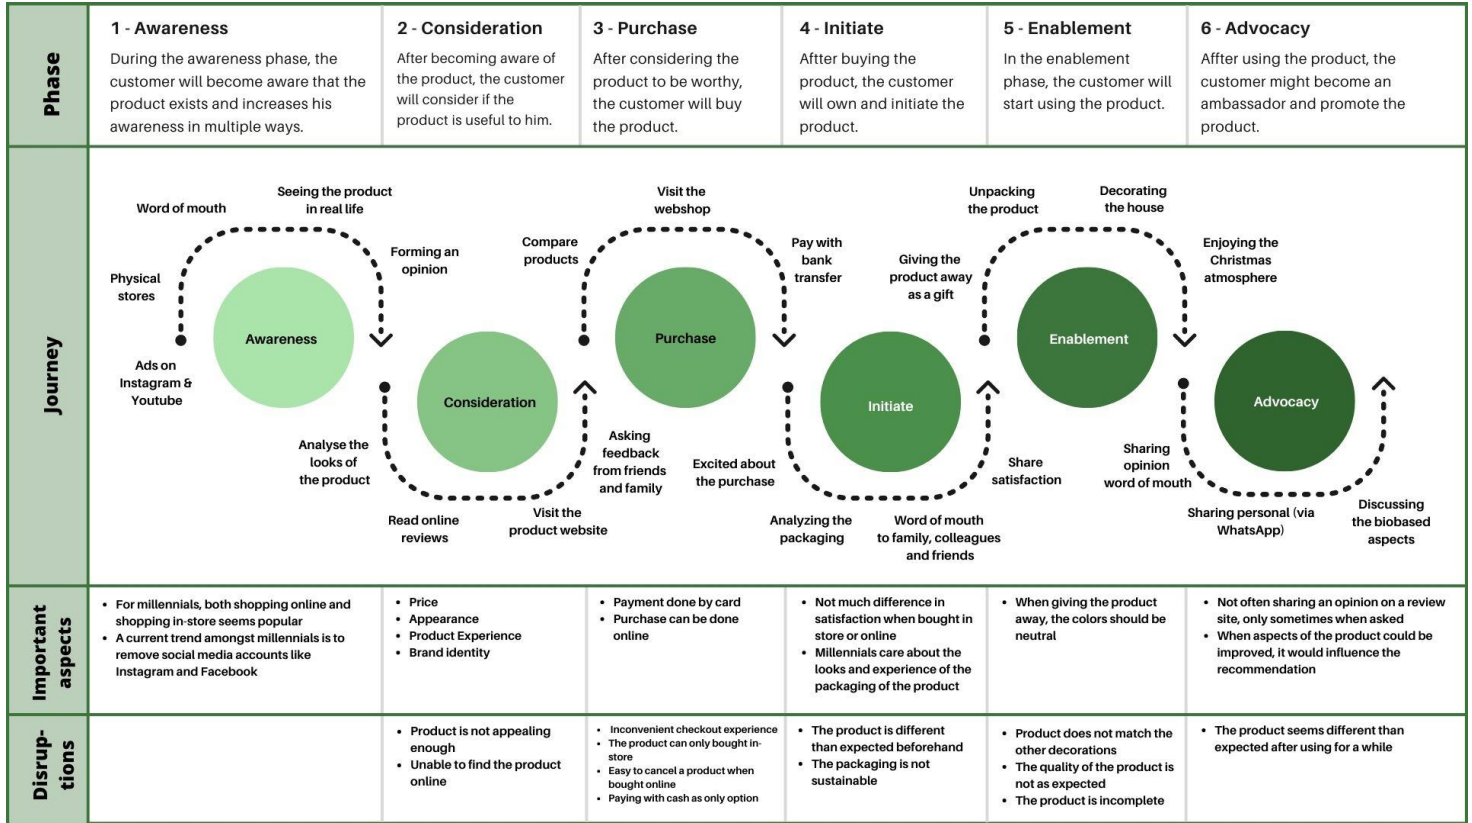 Phase
1 - Awareness
During the awareness phase, the
customer will become aware that the
product exists and increases his
awareness in multiple ways.
2 - Consideration
After becoming aware of
the product, the customer
will consider if the
product is useful to him.
3 - Purchase
After considering the
product to be worthy,
the customer will buy
the product.
4 - Initiate
Aftter buying the
product, the customer
will own and initiate the
product.
5 - Enablement
In the enablement
phase, the customer will
start using the product.
6 - Advocacy
Affter using the product, the
customer might become an
ambassador and promote the
product.
Journey
Ads on
Instagram &
Youtube
Physical
stores
Word of mouth
Seeing the product
in real life
Forming an
opinion
Awareness
Analyse the
looks of
the product
Read online
reviews
Visit the
product website
Asking
feedback
from friends
and family
Consideration
Compare
products
Visit the
webshop
Pay with
bank
transfer
Purchase
Excited about
the purchase
Analyzing the
packaging
Word of mouth
to family, colleagues
and friends
Share
satisfaction
Initiate
Giving the
product away
as a gift
Unpacking
the product
Decorating
the house
Enjoying the
Christmas
atmosphere
Enablement
Sharing
opinion
word of mouth
Sharing personal (via
WhatsApp)
Discussing
the biobased
aspects
Advocacy
Important
aspects
• For millennials, both shopping online and
shopping in-store seems popular
• A current trend amongst millennials is to
remove social media accounts like
Instagram and Facebook
• Price
• Appearance
• Product Experience
• Brand identity
• Payment done by card
• Purchase can be done
online
• Not much difference in
satisfaction when bought in
store or online
• Millennials care about the
looks and experience of the
packaging of the product
• When giving the product
away, the colors should be
neutral
• Not often sharing an opinion on a review
site, only sometimes when asked
• When aspects of the product could be
improved, it would influence the
recommendation
Disrup-
tions
• Product is not appealing
enough
• Unable to find the product
online
• Inconvenient checkout experience
• The product can only bought in-
store
• Easy to cancel a product when
bought online
• Paying with cash as only option
• The product is different
than expected beforehand
• The packaging is not
sustainable
• Product does not match the
other decorations
• The quality of the product is
not as expected
• The product is incomplete
• The product seems different than
expected after using for a while